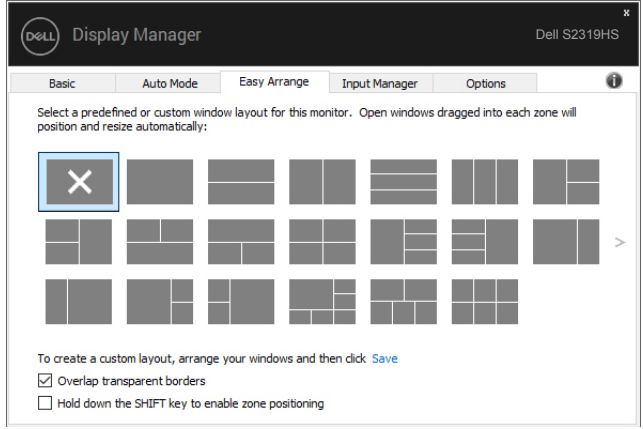 x
DELL Display Manager
Dell S2319HS
Basic Auto Mode Easy Arrange Input Manager Options i
Select a predefined or custom window layout for this monitor. Open windows dragged into each zone will
position and resize automatically:
>
To create a custom layout, arrange your windows and then click Save
Overlap transparent borders
Hold down the SHIFT key to enable zone positioning